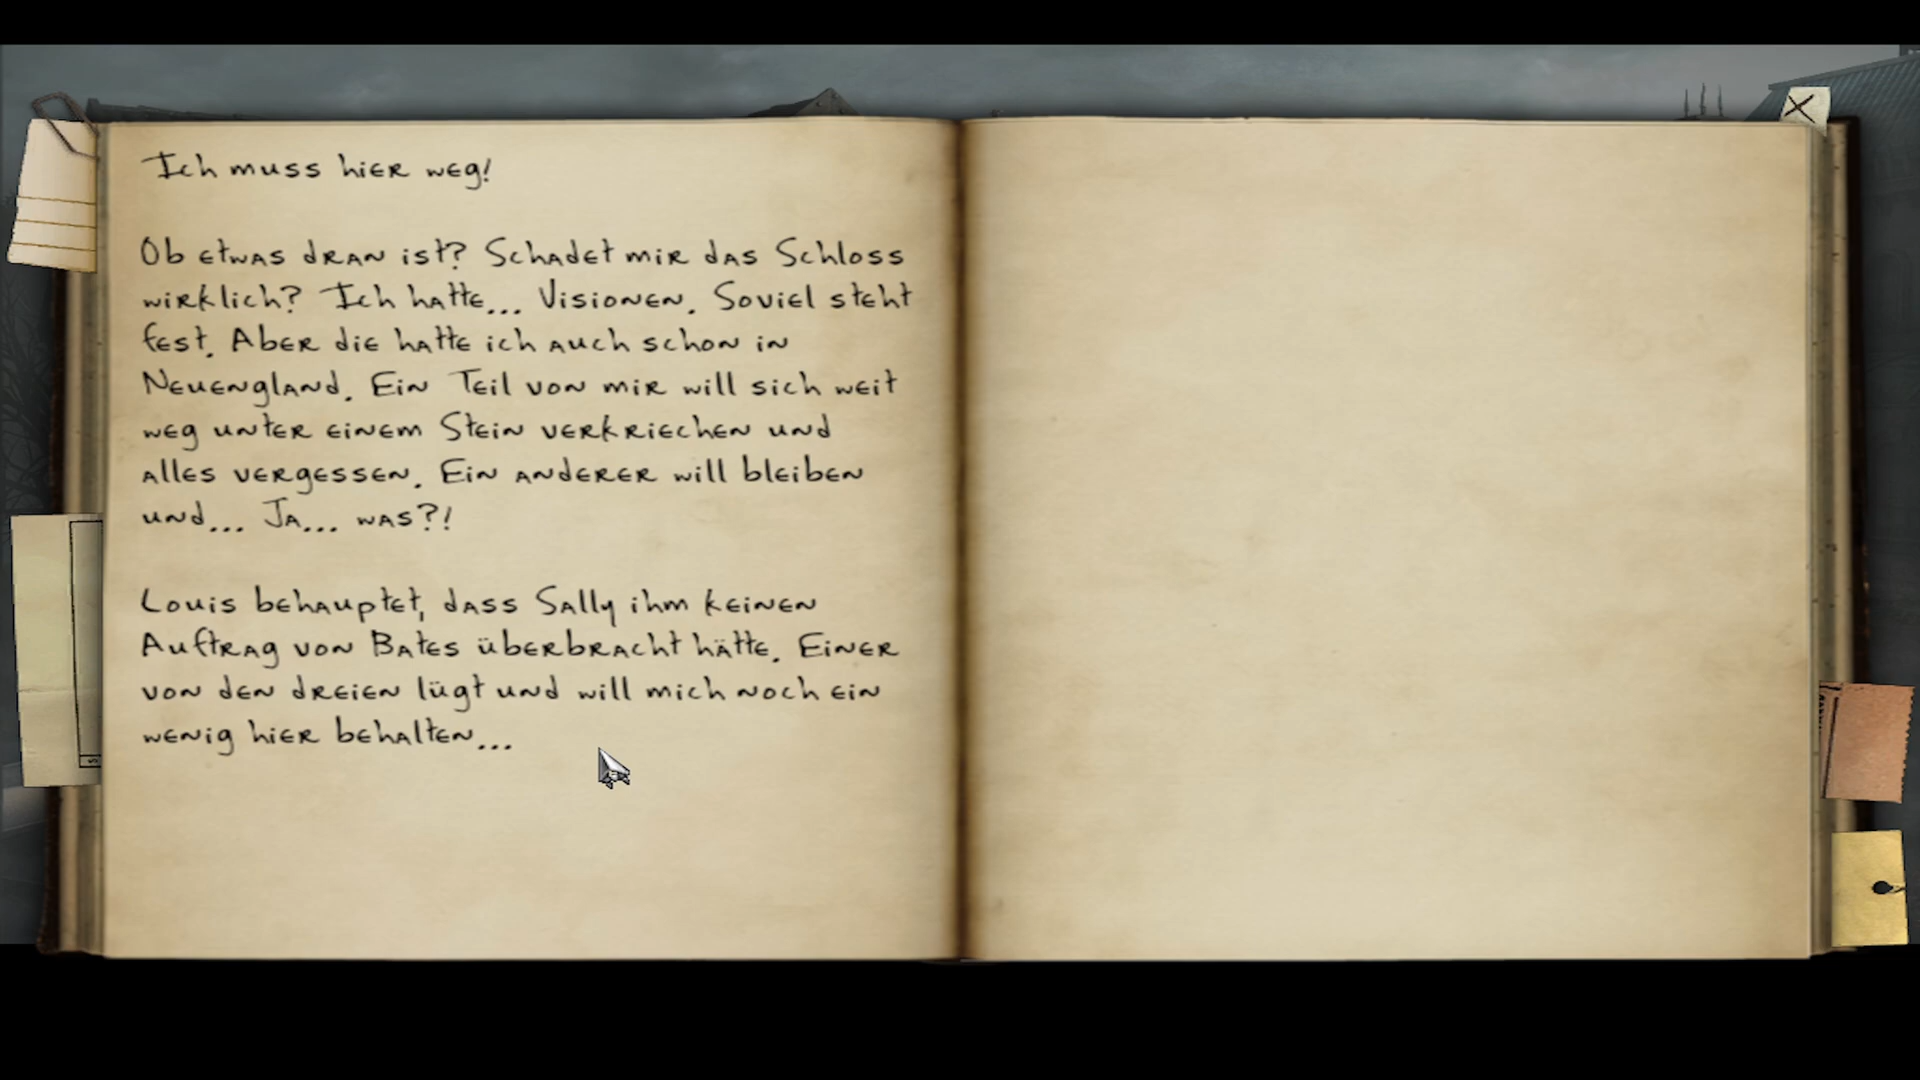 Ich muss hier weg!
Ob etwas dran ist? Schadet mir das Schloss
wirklich? Ich hatte... Visionen. Soviel steht
fest. Aber die hatte ich auch schon in
Neuengland. Ein Teil von mir will sich weit
weg unter einem Stein verkriechen und
alles vergessen. Ein anderer will bleiben
und... Ja... was?!
Louis behauptet, dass Sally ihm keinen
Auftrag von Bates überbracht hätte. Einer
von den dreien lügt und will mich noch ein
wenig hier behalten...